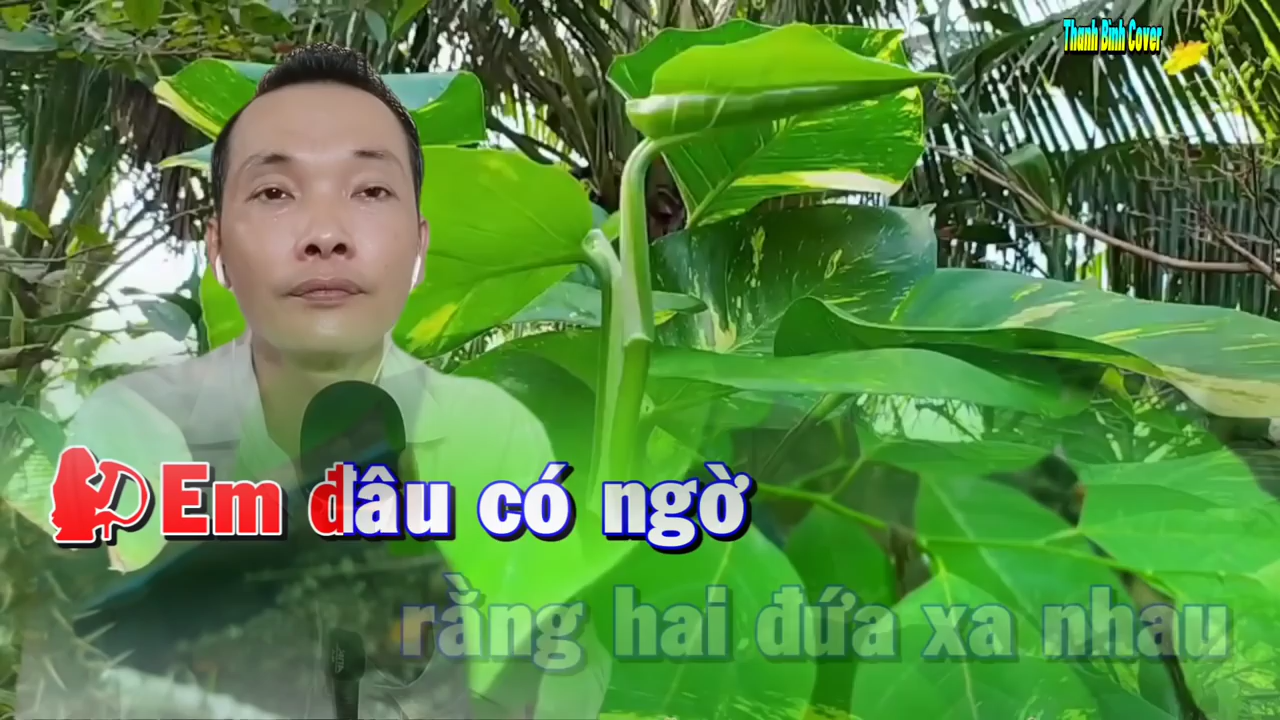 Thanh Bình Cover
Em đâu có ngờ
rằng hai đứa xa nhau